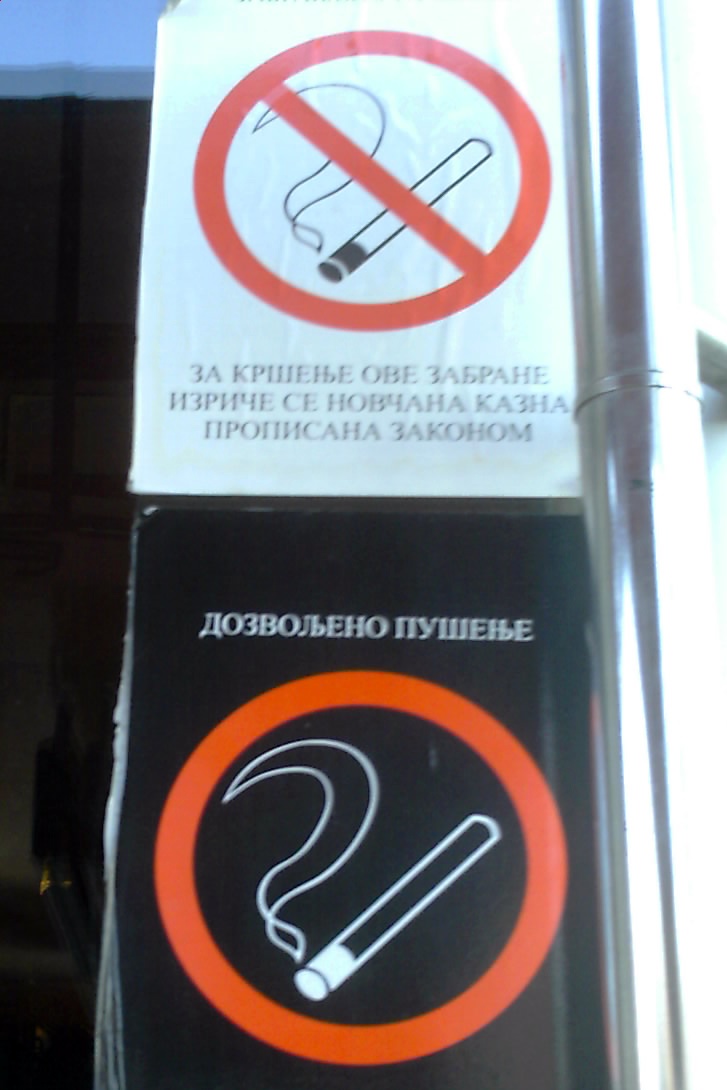 ЗА КРШЕЊЕ ОВЕ ЗАБРАНЕ
ИЗРИЧЕ СЕ НОВЧАНА КАЗНА
ПРОПИСАНА ЗАКОНОМ
ДОЗВОЉЕНО ПУШЕЊЕ